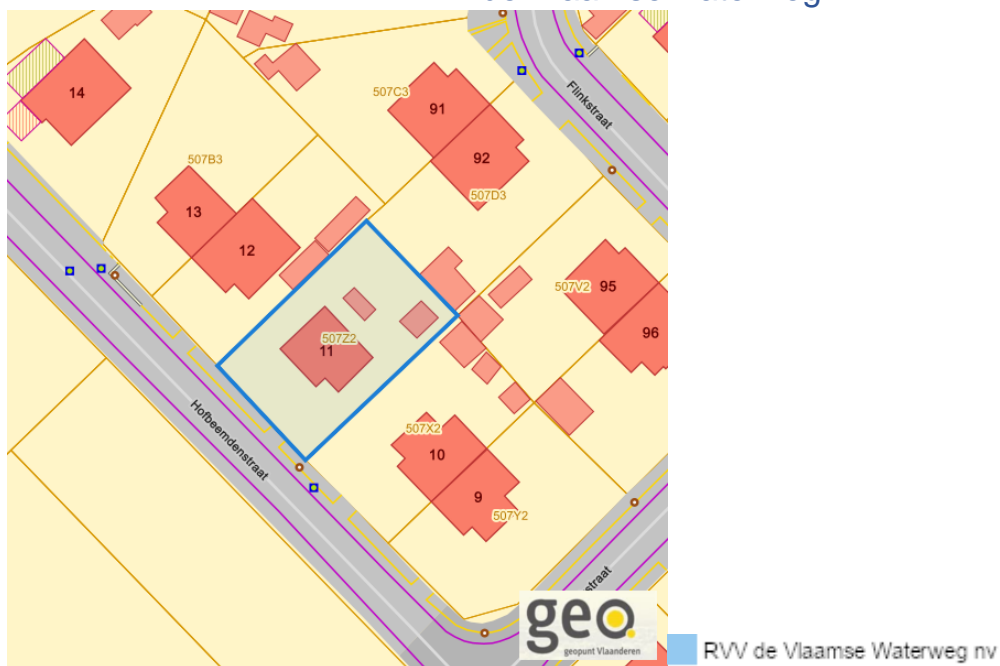 14
507C3
91
Flinkstraat
92
507B3
507D3
13
12
507V2
95
507Z2
11
96
Hofbeemdenstraat
507X2
10
9
507Y2
straat
geo
geopunt Vlaanderen
RVV de Vlaamse Waterweg nv